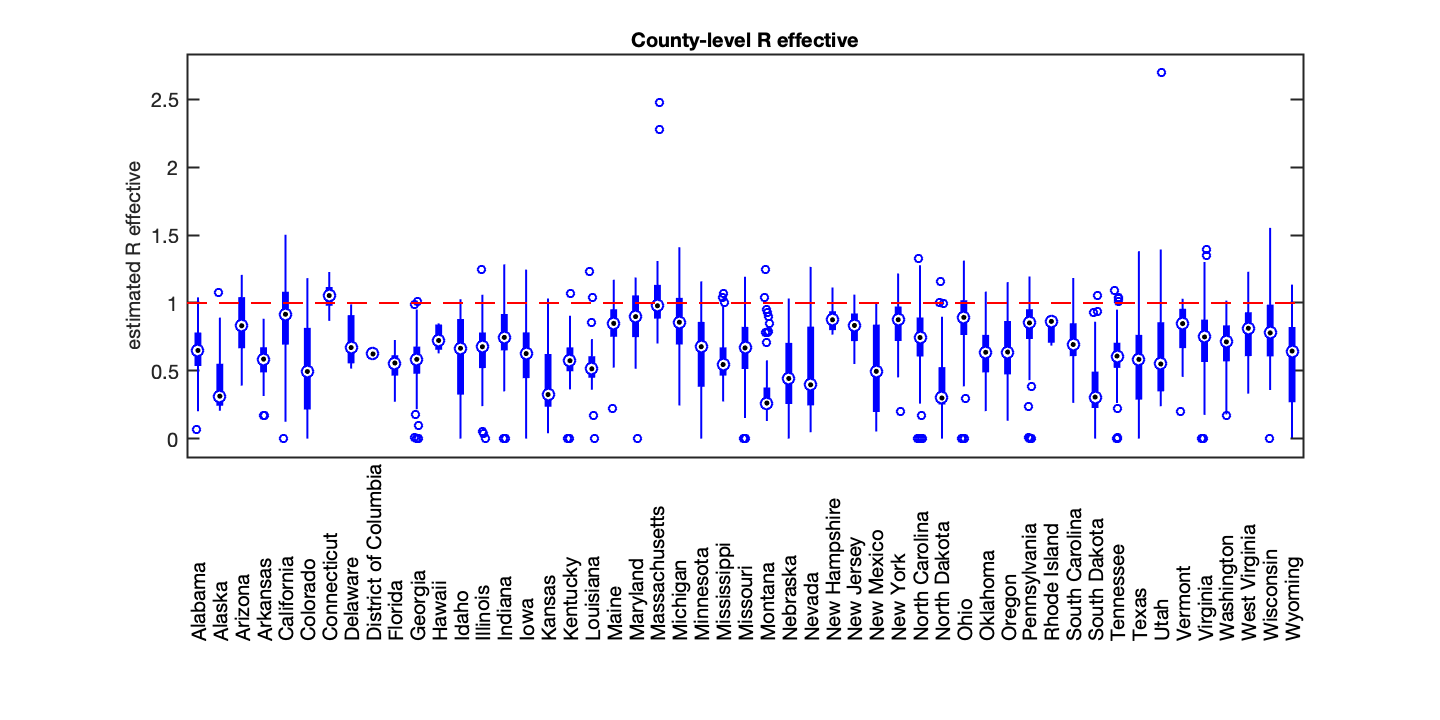 County-level R effective
estimated R effective
2.5
2
1.5
1
0.5
0
Alabama
Alaska
Arizona
Arkansas
California
Colorado
Connecticut
Delaware
District of Columbia
Florida
Georgia
Hawaii
Idaho
Illinois
Indiana
Iowa
Kansas
Kentucky
Louisiana
Maine
Maryland
Massachusetts
Michigan
Minnesota
Mississippi
Missouri
Montana
Nebraska
Nevada
New Hampshire
New Jersey
New Mexico
New York
North Carolina
North Dakota
Ohio
Oklahoma
Oregon
Pennsylvania
Rhode Island
South Carolina
South Dakota
Tennessee
Texas
Utah
Vermont
Virginia
Washington
West Virginia
Wisconsin
Wyoming